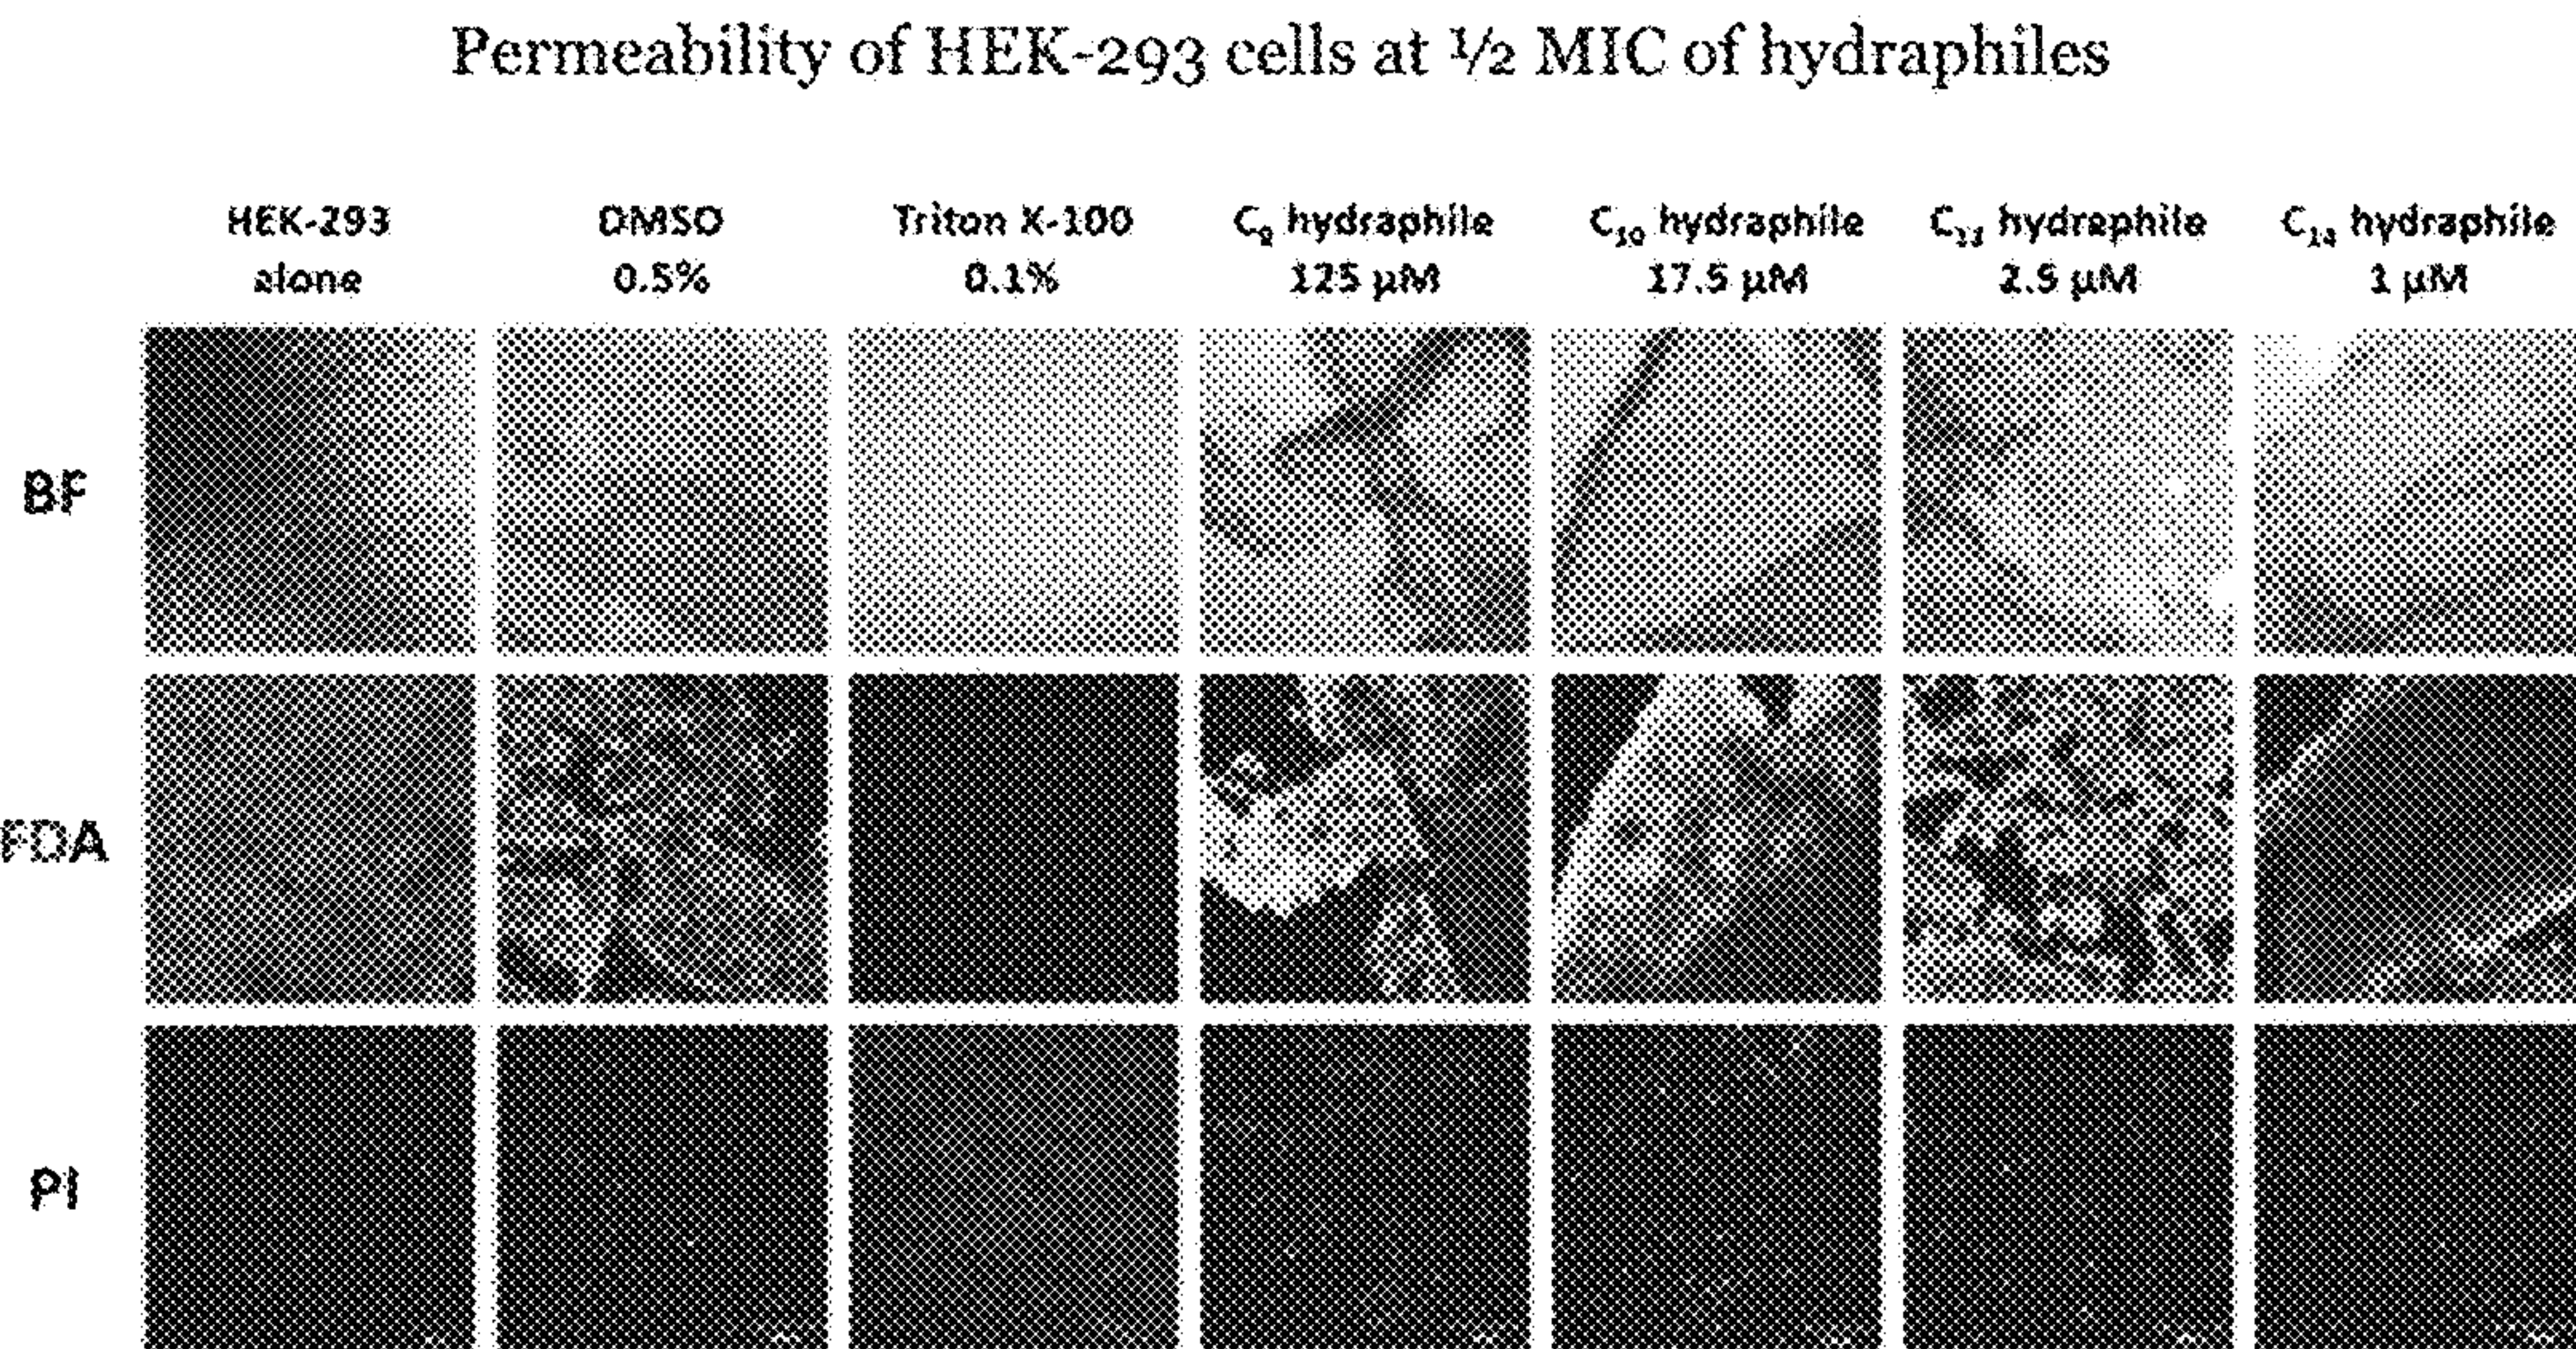 Permeability of HEK-293 cells at ½ MIC of hydraphiles
HEK-293 alone
DMSO 0.5%
Triton X-100 0.1%
C₈ hydraphile 125 µM
C₁₀ hydraphile 17.5 µM
hydraphile 2.5 µM
C₁₄ hydraphile 1 µM
BF
FDA
PI